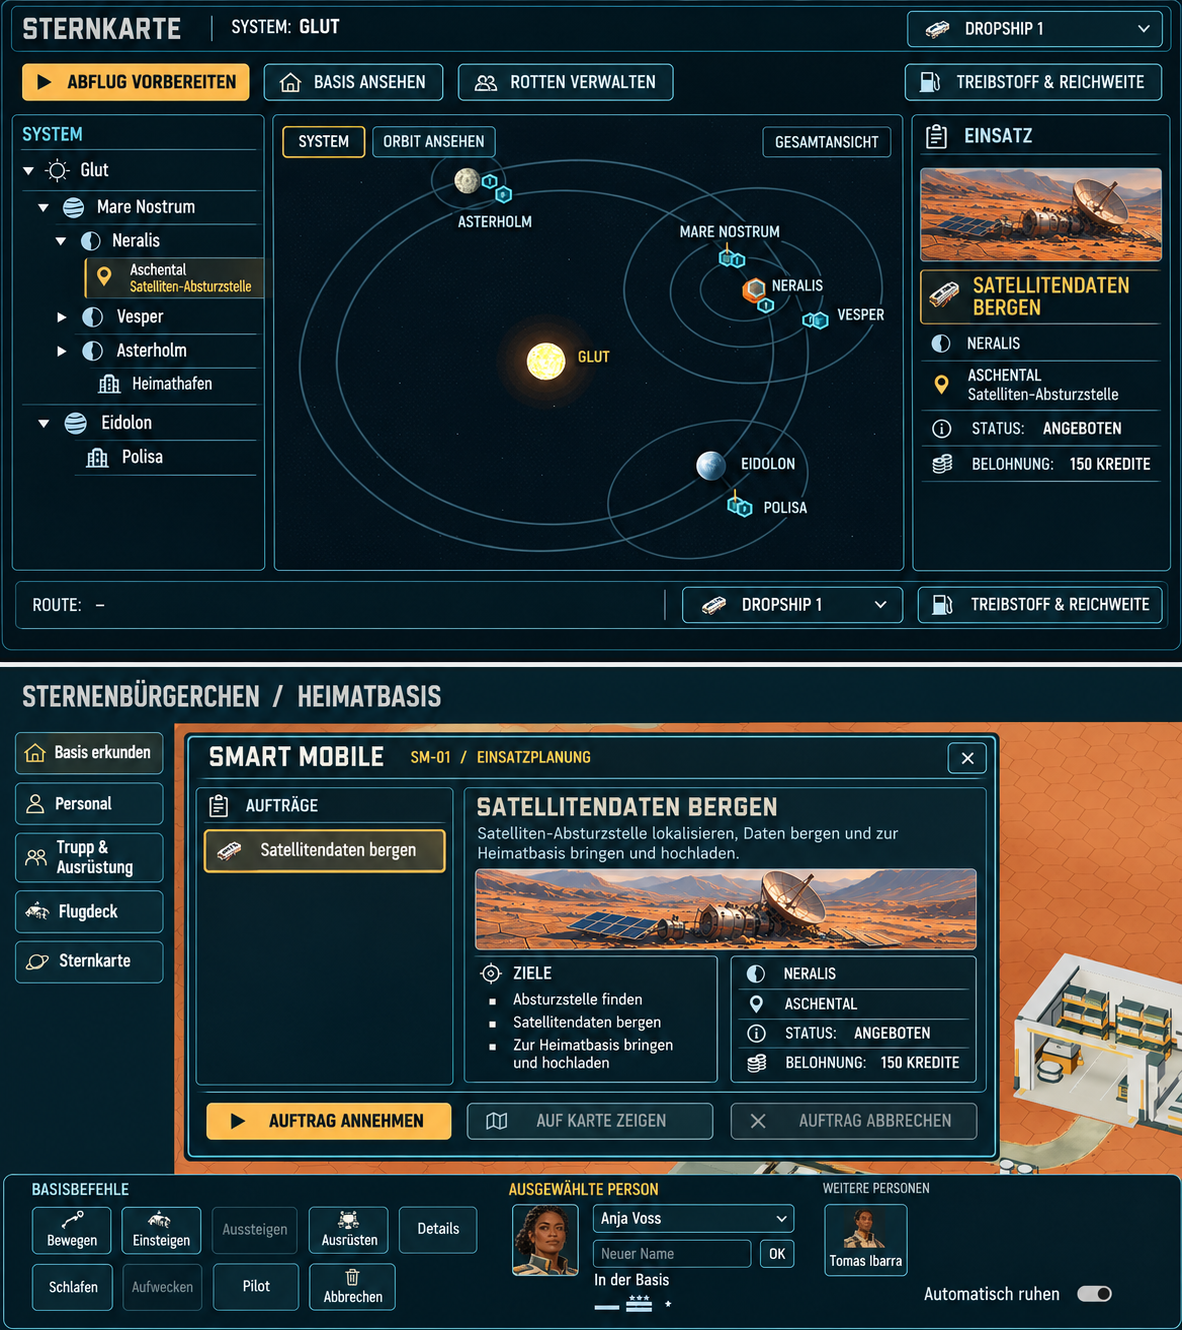 STERNKARTE
SYSTEM: GLUT
DROPSHIP 1
ABFLUG VORBEREITEN
BASIS ANSEHEN
ROTTEN VERWALTEN
TREIBSTOFF & REICHWEITE
SYSTEM
Glut
Mare Nostrum
Neralis
Aschental
Satelliten-Absturzstelle
Vesper
Asterholm
Heimathafen
Eidolon
Polisa
SYSTEM
ORBIT ANSEHEN
GESAMTANSICHT
ASTERHOLM
MARE NOSTRUM
NERALIS
VESPER
GLUT
EIDOLON
POLISA
EINSATZ
SATELLITENDATEN
BERGEN
NERALIS
ASCHENTAL
Satelliten-Absturzstelle
STATUS: ANGEBOTEN
BELOHNUNG: 150 KREDITE
ROUTE: –
DROPSHIP 1
TREIBSTOFF & REICHWEITE
STERNENBÜRGERCHEN / HEIMATBASIS
Basis erkunden
Personal
Trupp &
Ausrüstung
Flugdeck
Sternkarte
SMART MOBILE
SM-01 / EINSATZPLANUNG
AUFTRÄGE
Satellitendaten bergen
SATELLITENDATEN BERGEN
Satelliten-Absturzstelle lokalisieren, Daten bergen und zur
Heimatbasis bringen und hochladen.
ZIELE
Absturzstelle finden
Satellitendaten bergen
Zur Heimatbasis bringen
und hochladen
NERALIS
ASCHENTAL
STATUS: ANGEBOTEN
BELOHNUNG: 150 KREDITE
AUFTRAG ANNEHMEN
AUF KARTE ZEIGEN
AUFTRAG ABBRECHEN
BASISBEFEHLE
Bewegen
Einsteigen
Aussteigen
Ausrüsten
Details
Schlafen
Aufwecken
Pilot
Abbrechen
AUSGEWÄHLTE PERSON
Anja Voss
Neuer Name
OK
In der Basis
WEITERE PERSONEN
Tomas Ibarra
Automatisch ruhen